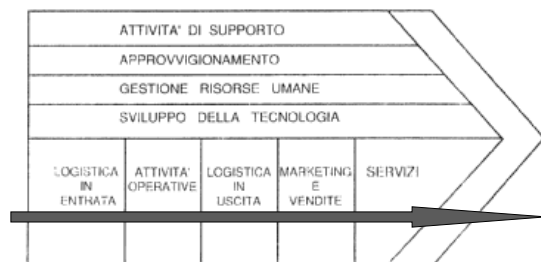 ATTIVITA' DI SUPPORTO
APPROVVIGIONAMENTO
GESTIONE RISORSE UMANE
SVILUPPO DELLA TECNOLOGIA
LOGISTICA
IN
ENTRATA
ATTIVITA'
OPERATIVE
LOGISTICA
IN
USCITA
MARKETING
E
VENDITE
SERVIZI